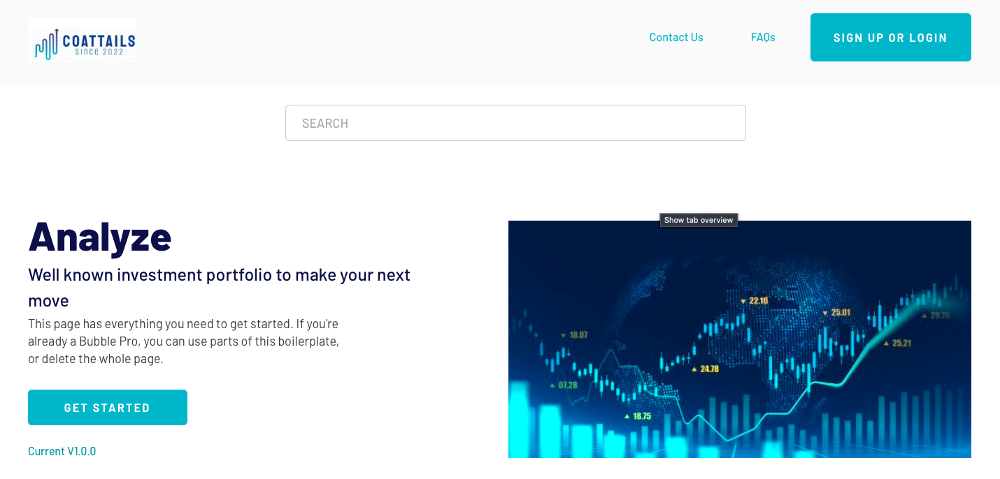 COATTAILS
SINCE 2022
Contact Us
FAQs
SIGN UP OR LOGIN
SEARCH
Analyze
Well known investment portfolio to make your next
move
This page has everything you need to get started. If you're
already a Bubble Pro, you can use parts of this boilerplate,
or delete the whole page.
GET STARTED
Current V1.0.0
Show tab overview
22.10
25.01
29.70
18.07
25.21
24.78
07.28
18.75